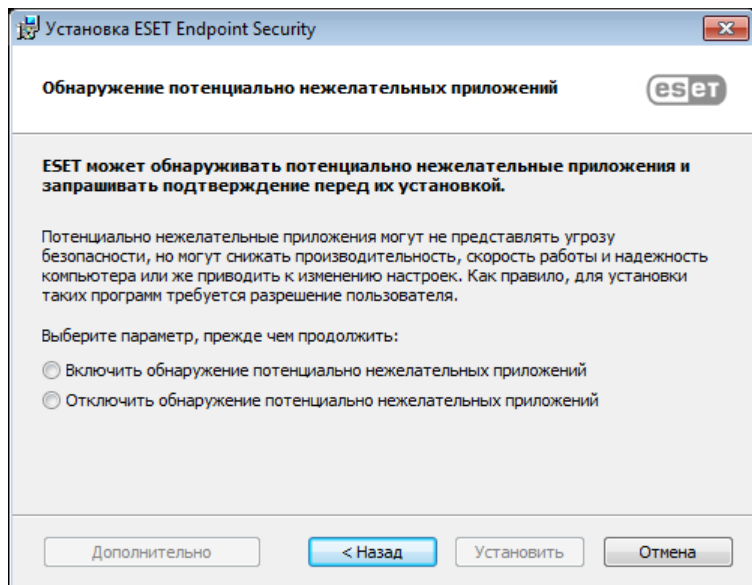 Установка ESET Endpoint Security
Обнаружение потенциально нежелательных приложений
eseT
ESET может обнаруживать потенциально нежелательные приложения и
запрашивать подтверждение перед их установкой.
Потенциально нежелательные приложения могут не представлять угрозу
безопасности, но могут снижать производительность, скорость работы и надежность
компьютера или же приводить к изменению настроек. Как правило, для установки
таких программ требуется разрешение пользователя.
Выберите параметр, прежде чем продолжить:
Включить обнаружение потенциально нежелательных приложений
Отключить обнаружение потенциально нежелательных приложений
Дополнительно
< Назад
Установить
Отмена